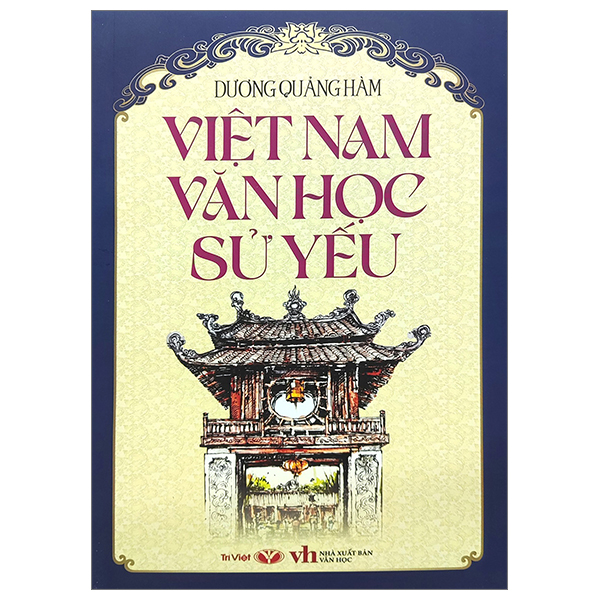 DƯƠNG QUẢNG HÀM
VIỆT NAM
VĂN HỌC
SỬ YẾU
Trí Việt
vh NHÀ XUẤT BẢN
VĂN HỌC